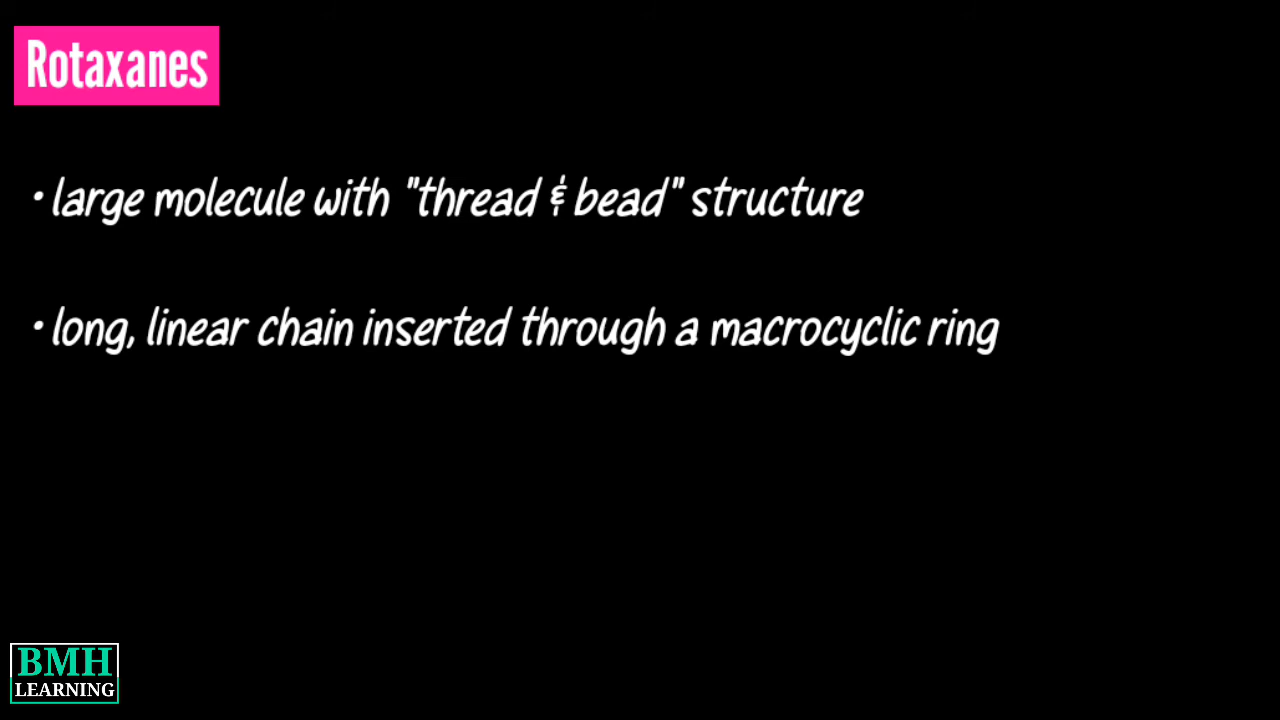 Rotaxanes
• large molecule with "thread & bead" structure
• long, linear chain inserted through a macrocyclic ring
BMH
LEARNING